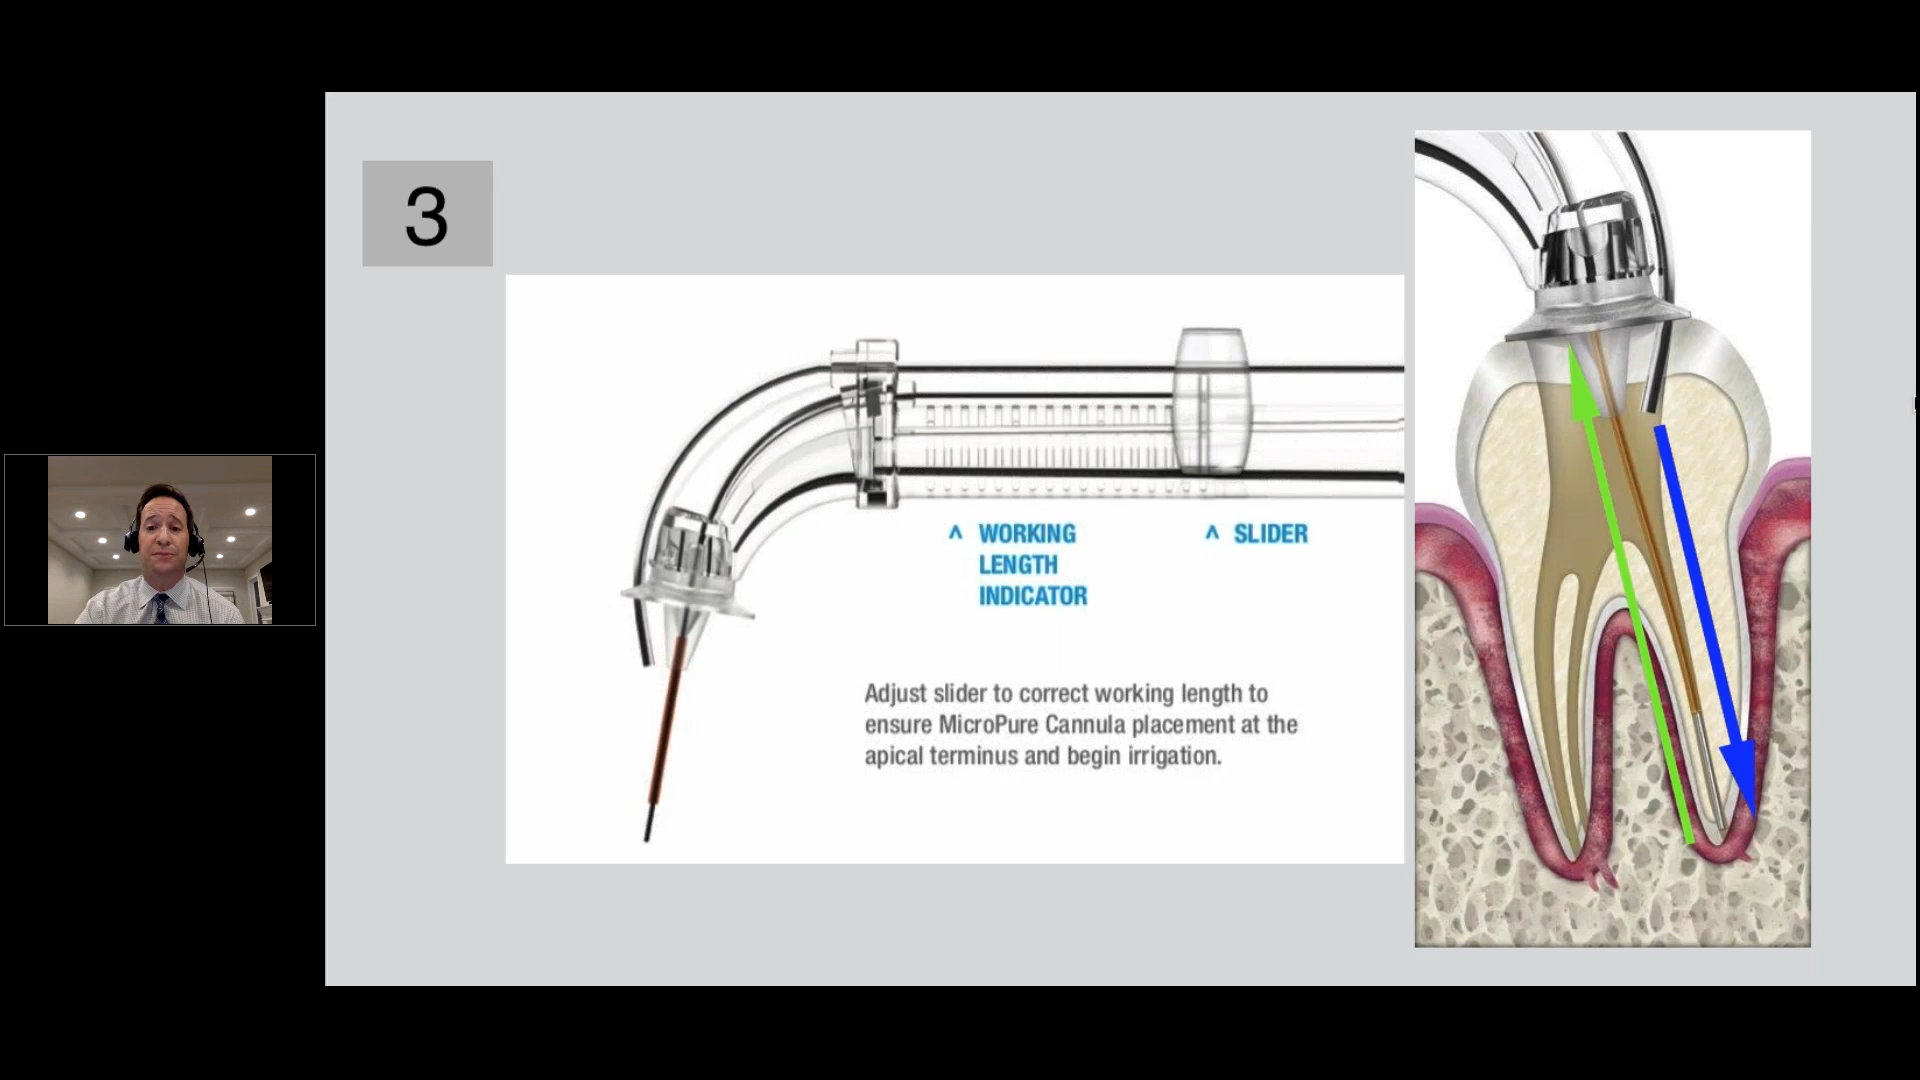 3
^ WORKING
LENGTH
INDICATOR
^ SLIDER
Adjust slider to correct working length to
ensure MicroPure Cannula placement at the
apical terminus and begin irrigation.